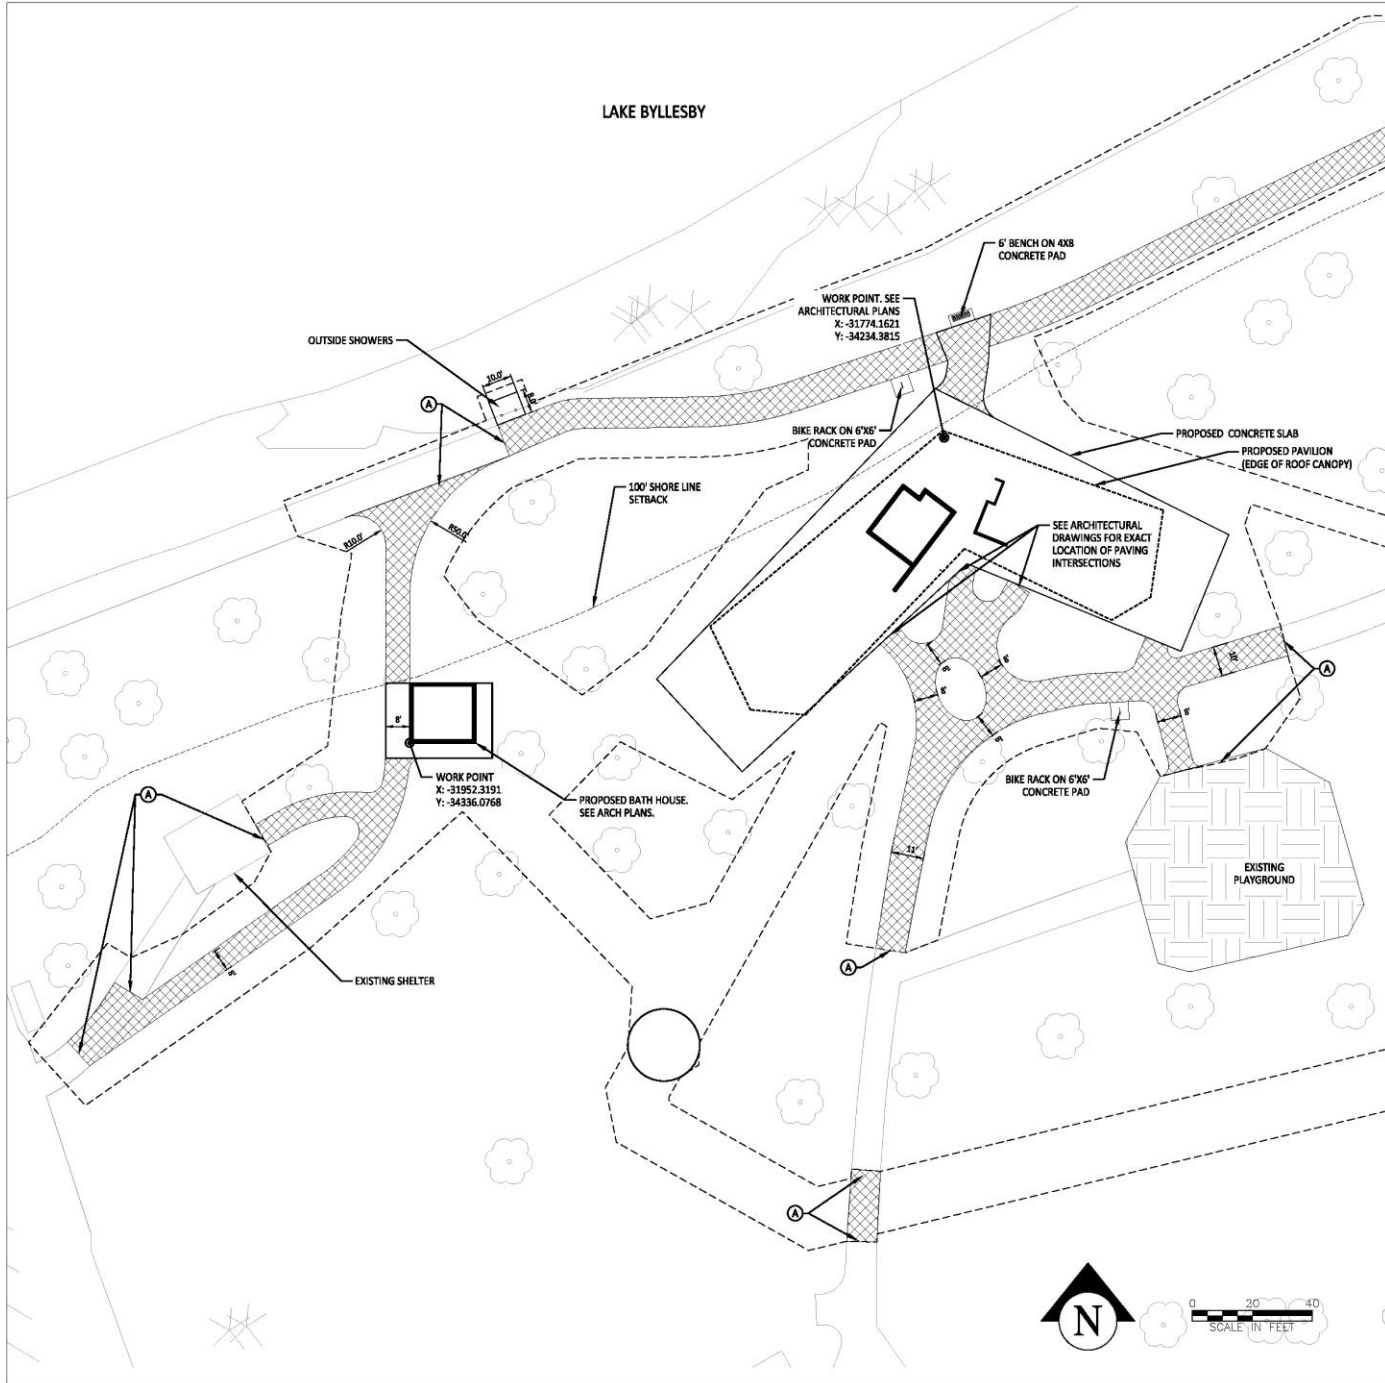 LAKE BYLLESBY
6' BENCH ON 4X8
CONCRETE PAD
WORK POINT. SEE
ARCHITECTURAL PLANS
X: -31774.1621
Y: -34234.3815
OUTSIDE SHOWERS
10.0'
8.0'
A
BIKE RACK ON 6'X6'
CONCRETE PAD
PROPOSED CONCRETE SLAB
PROPOSED PAVILION
(EDGE OF ROOF CANOPY)
100' SHORE LINE
SETBACK
R50.0'
R10.0'
SEE ARCHITECTURAL
DRAWINGS FOR EXACT
LOCATION OF PAVING
INTERSECTIONS
10'
A
8'
WORK POINT
X: -31952.3191
Y: -34336.0768
PROPOSED BATH HOUSE.
SEE ARCH PLANS.
BIKE RACK ON 6'X6'
CONCRETE PAD
A
11'
EXISTING
PLAYGROUND
A
8'
EXISTING SHELTER
A
N
0 20 40
SCALE IN FEET